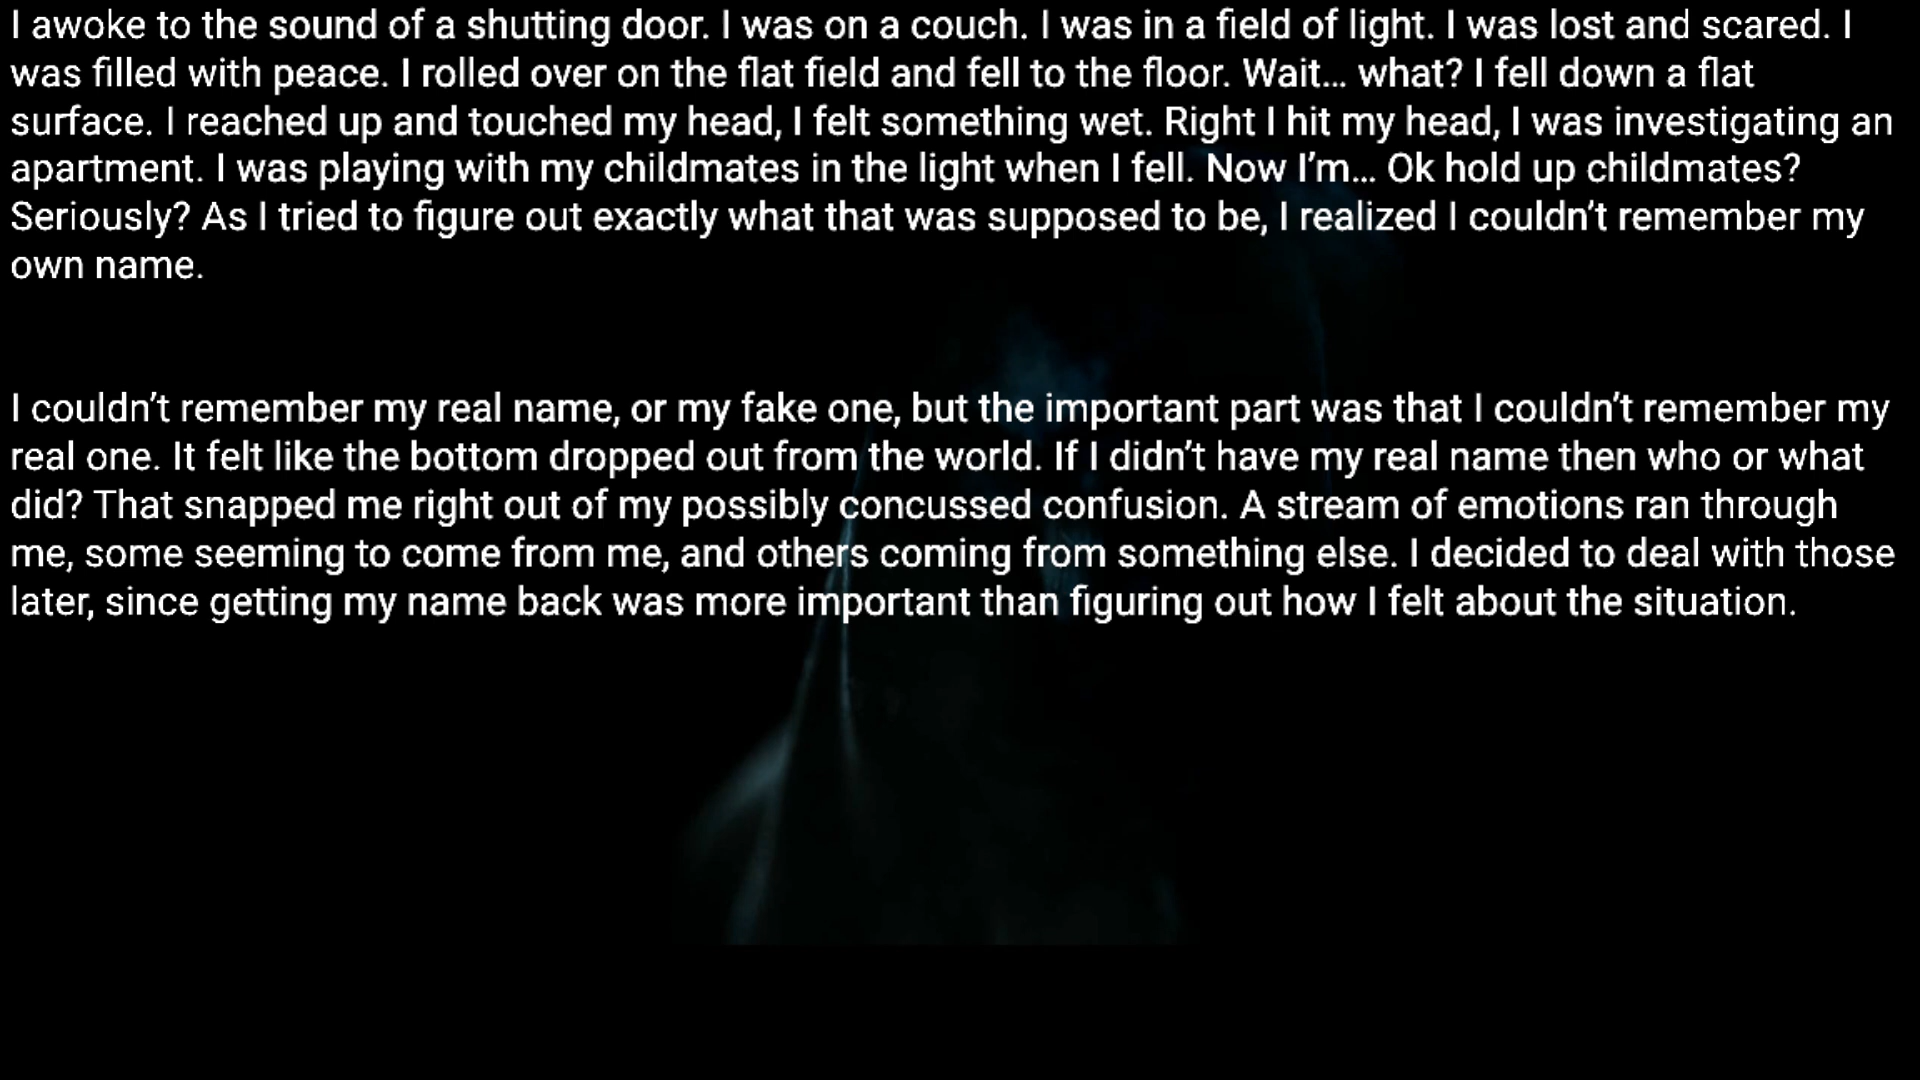 I awoke to the sound of a shutting door. I was on a couch. I was in a field of light. I was lost and scared. I
was filled with peace. I rolled over on the flat field and fell to the floor. Wait… what? I fell down a flat
surface. I reached up and touched my head, I felt something wet. Right I hit my head, I was investigating an
apartment. I was playing with my childmates in the light when I fell. Now I’m… Ok hold up childmates?
Seriously? As I tried to figure out exactly what that was supposed to be, I realized I couldn’t remember my
own name.
I couldn’t remember my real name, or my fake one, but the important part was that I couldn’t remember my
real one. It felt like the bottom dropped out from the world. If I didn’t have my real name then who or what
did? That snapped me right out of my possibly concussed confusion. A stream of emotions ran through
me, some seeming to come from me, and others coming from something else. I decided to deal with those
later, since getting my name back was more important than figuring out how I felt about the situation.